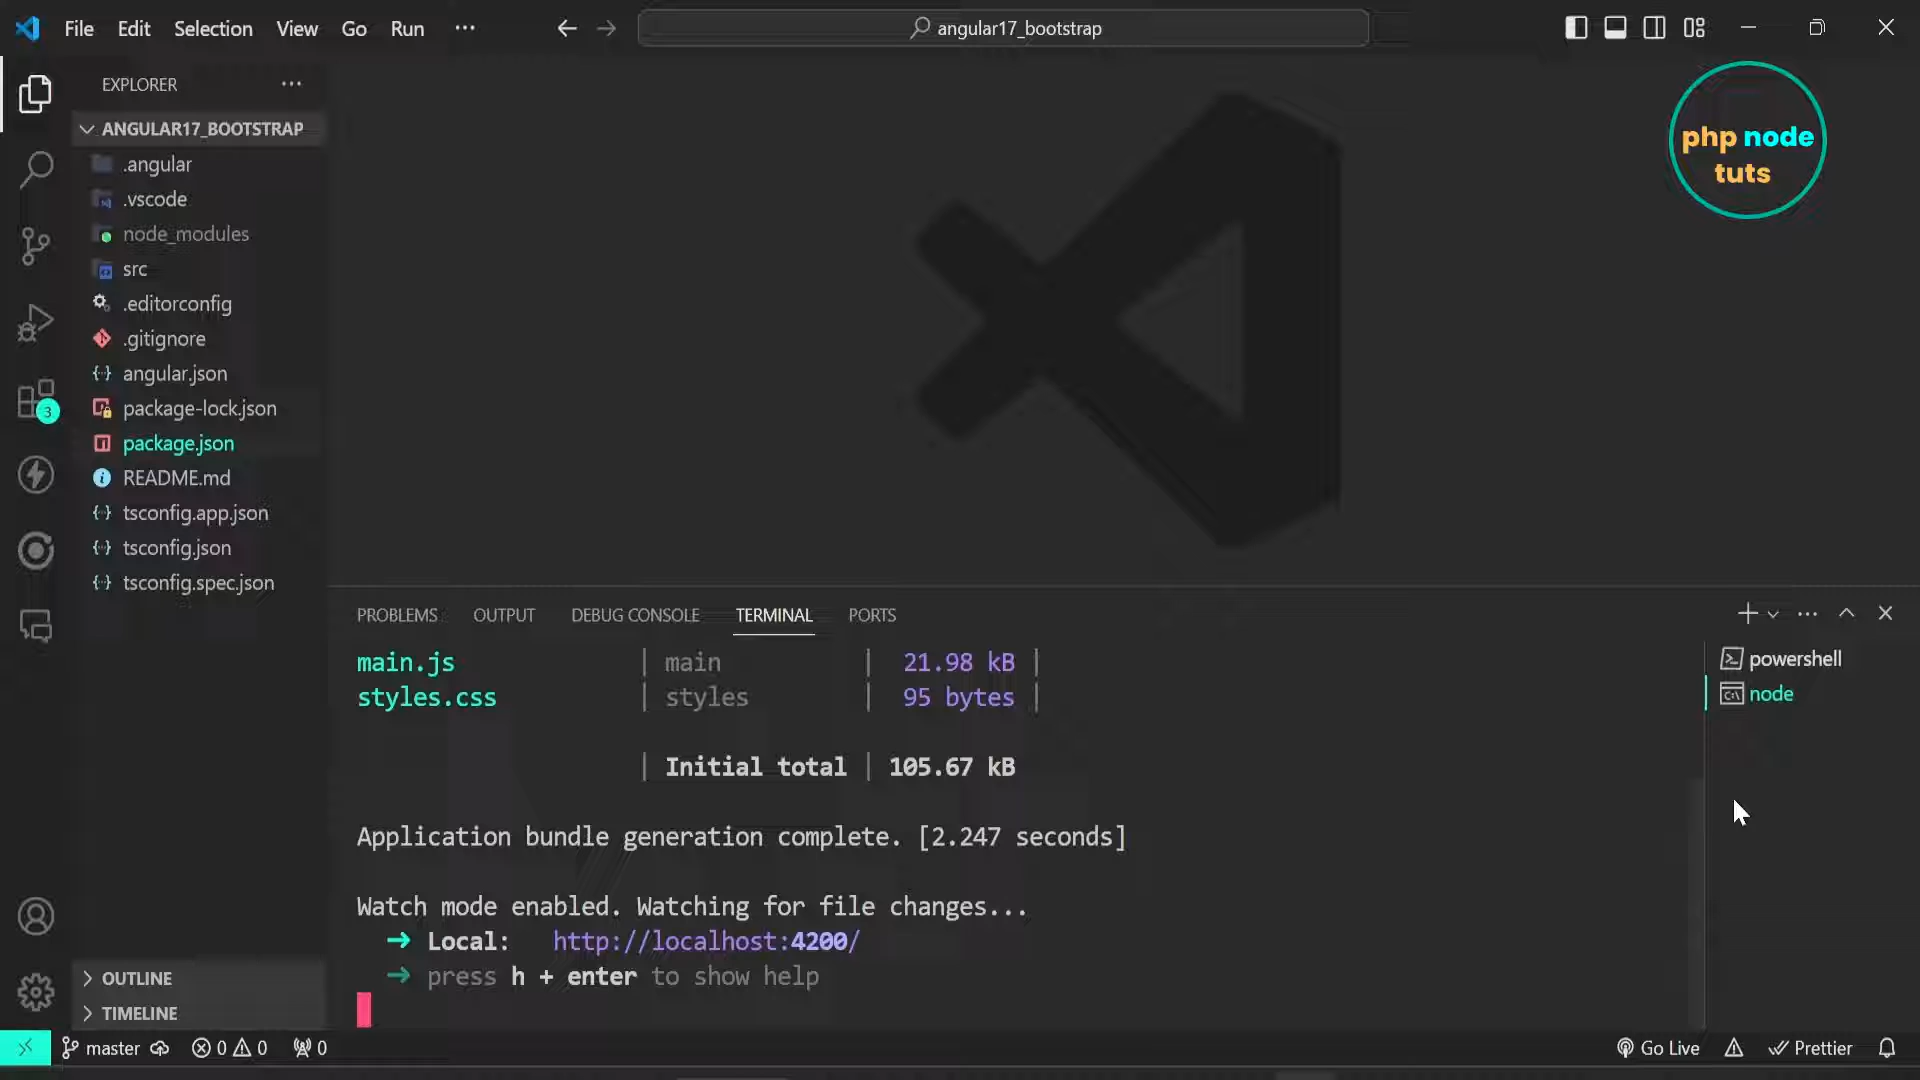 File Edit Selection View Go Run ···
angular17_bootstrap
EXPLORER ···
ANGULAR17_BOOTSTRAP
.angular
.vscode
node_modules
src
.editorconfig
.gitignore
angular.json
package-lock.json
package.json
README.md
tsconfig.app.json
tsconfig.json
tsconfig.spec.json
3
OUTLINE
TIMELINE
php node
tuts
PROBLEMS OUTPUT DEBUG CONSOLE TERMINAL PORTS
main.js | main | 21.98 kB |
styles.css | styles | 95 bytes |
| Initial total | 105.67 kB
Application bundle generation complete. [2.247 seconds]
Watch mode enabled. Watching for file changes...
➜ Local: http://localhost:4200/
➜ press h + enter to show help
powershell
node
master 0 0 0 Go Live Prettier